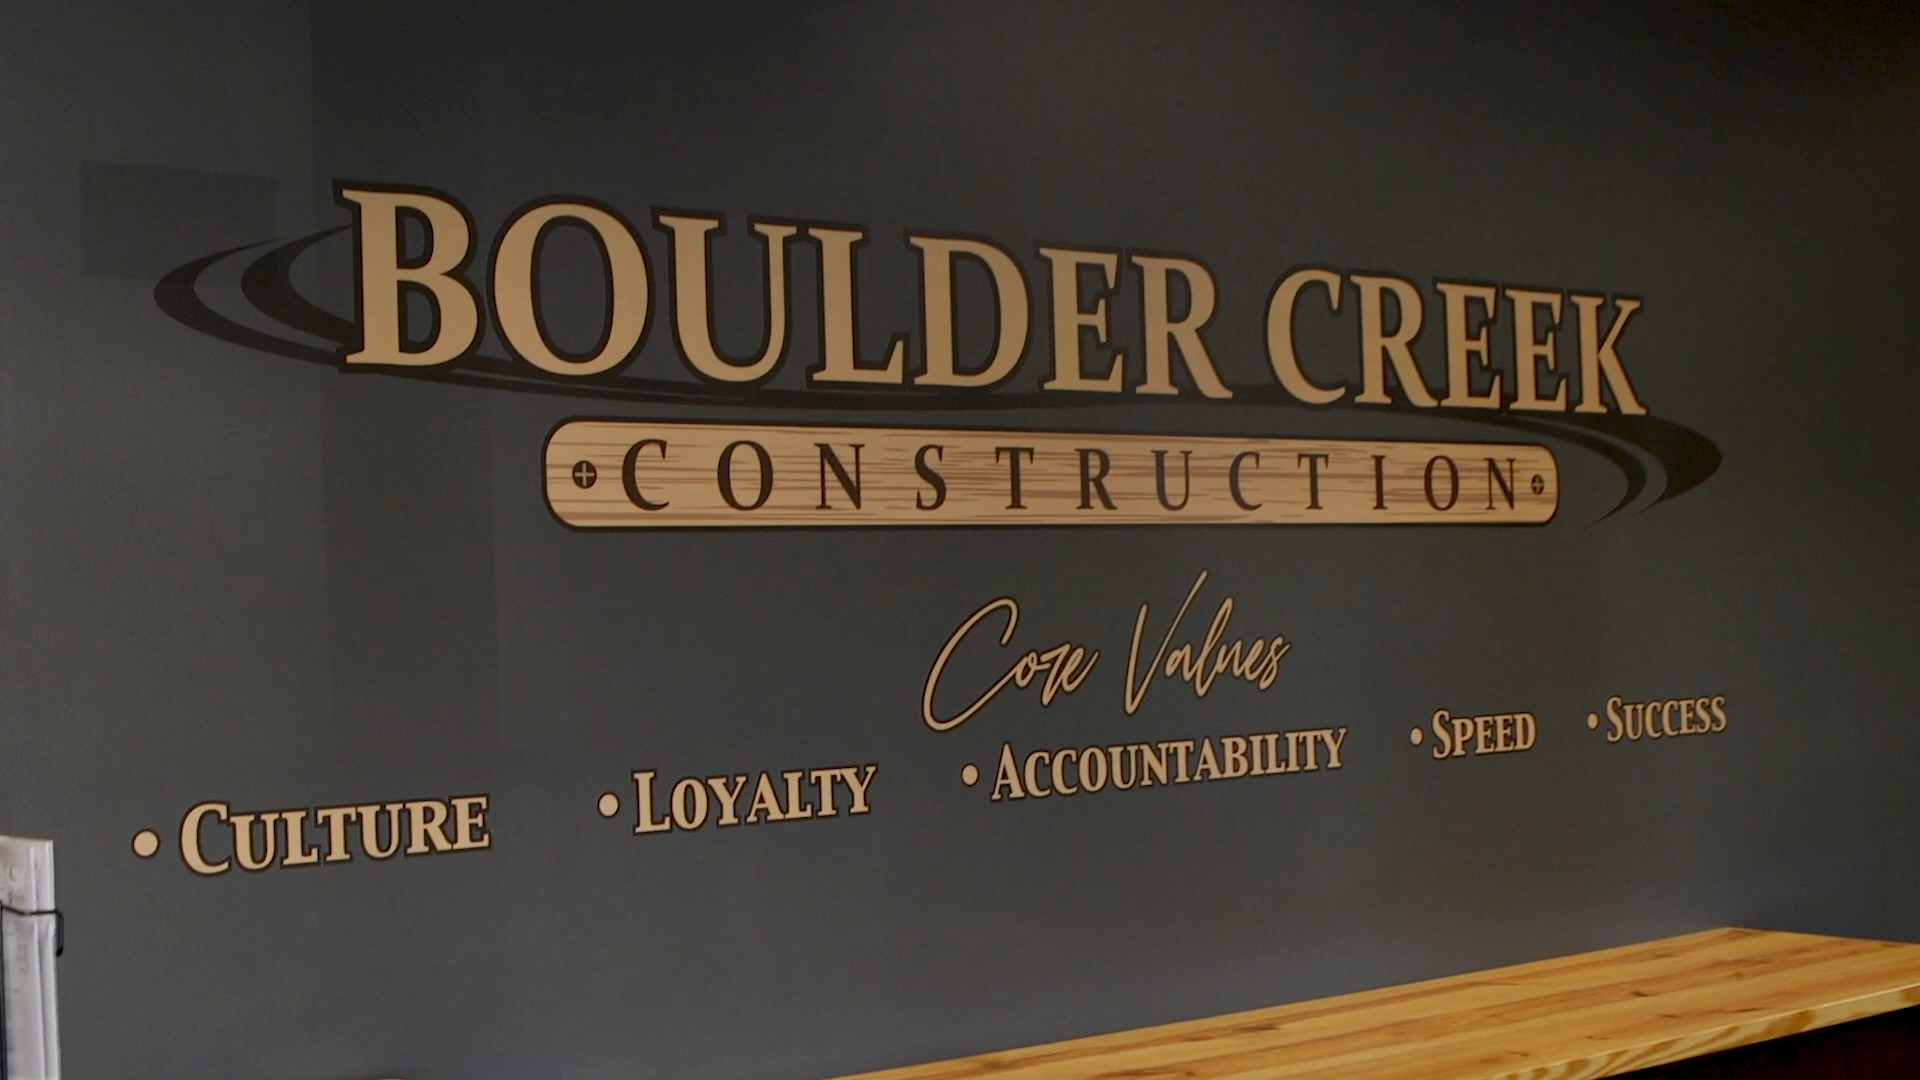 BOULDER CREEK
CONSTRUCTION
Core Values
• CULTURE • LOYALTY • ACCOUNTABILITY • SPEED • SUCCESS